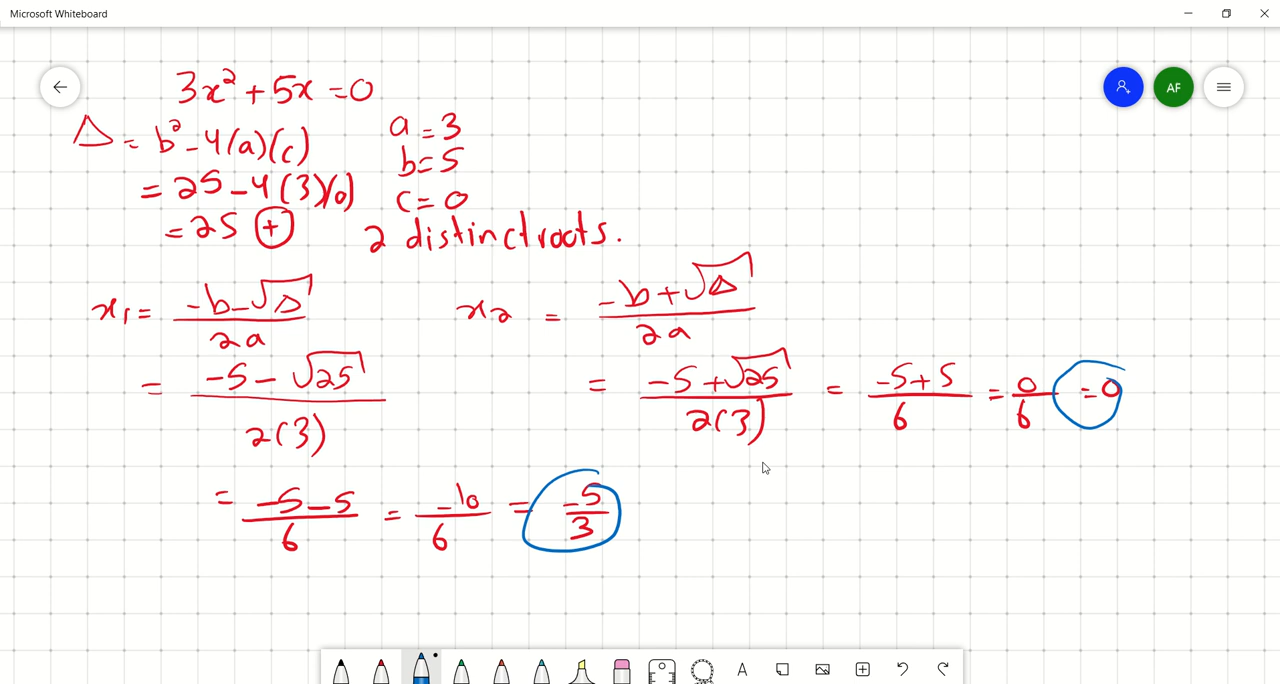 Microsoft Whiteboard
AF
3x² + 5x = 0
Δ = b² - 4(a)(c)
a = 3
= 25 - 4(3)(0)
b = 5
c = 0
= 25 +
2 distinct roots.
x₁ = (-b - √Δ) / 2a
x₂ = (-b + √Δ) / 2a
= (-5 - √25) / 2(3)
= (-5 + √25) / 2(3) = (-5 + 5) / 6 = 0/6 = 0
= (-5 - 5) / 6 = -10/6 = -5/3
A